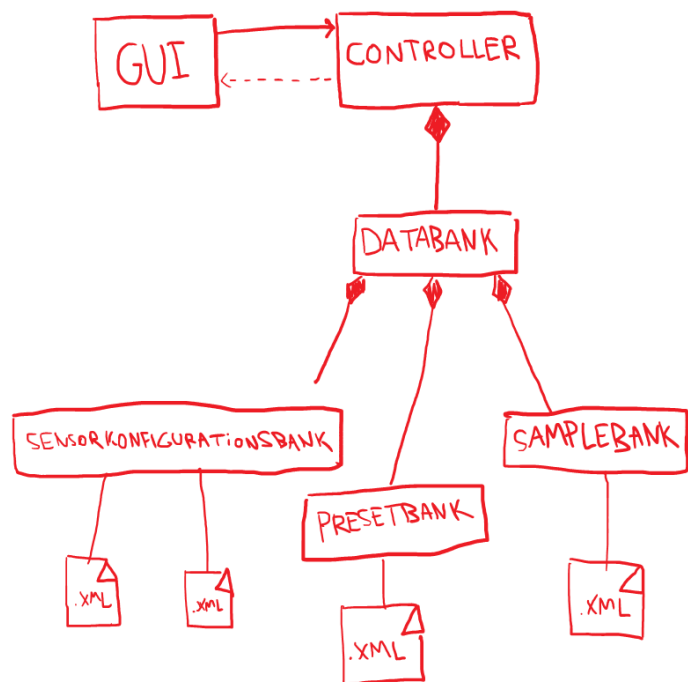 GUI
CONTROLLER
DATABANK
SENSORKONFIGURATiONSBANK
SAMPLEBANK
PRESETBANK
.XML
.XML
.XML
.XML